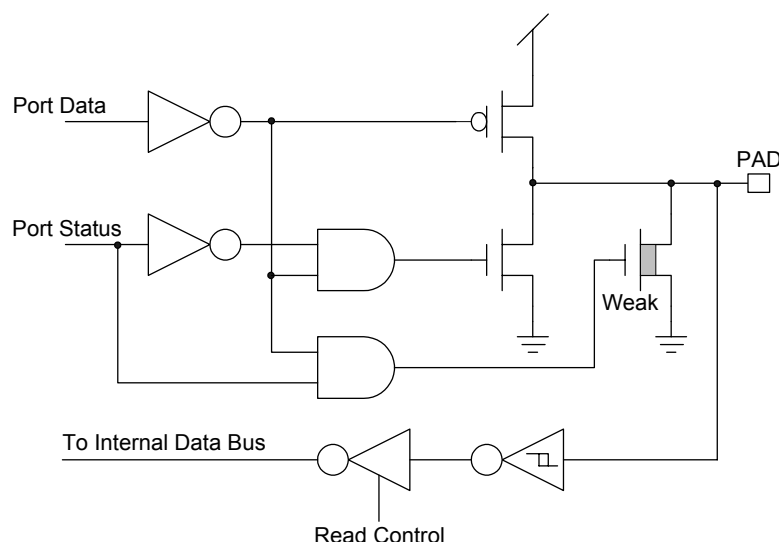 Port Data
PAD
Port Status
Weak
To Internal Data Bus
Read Control